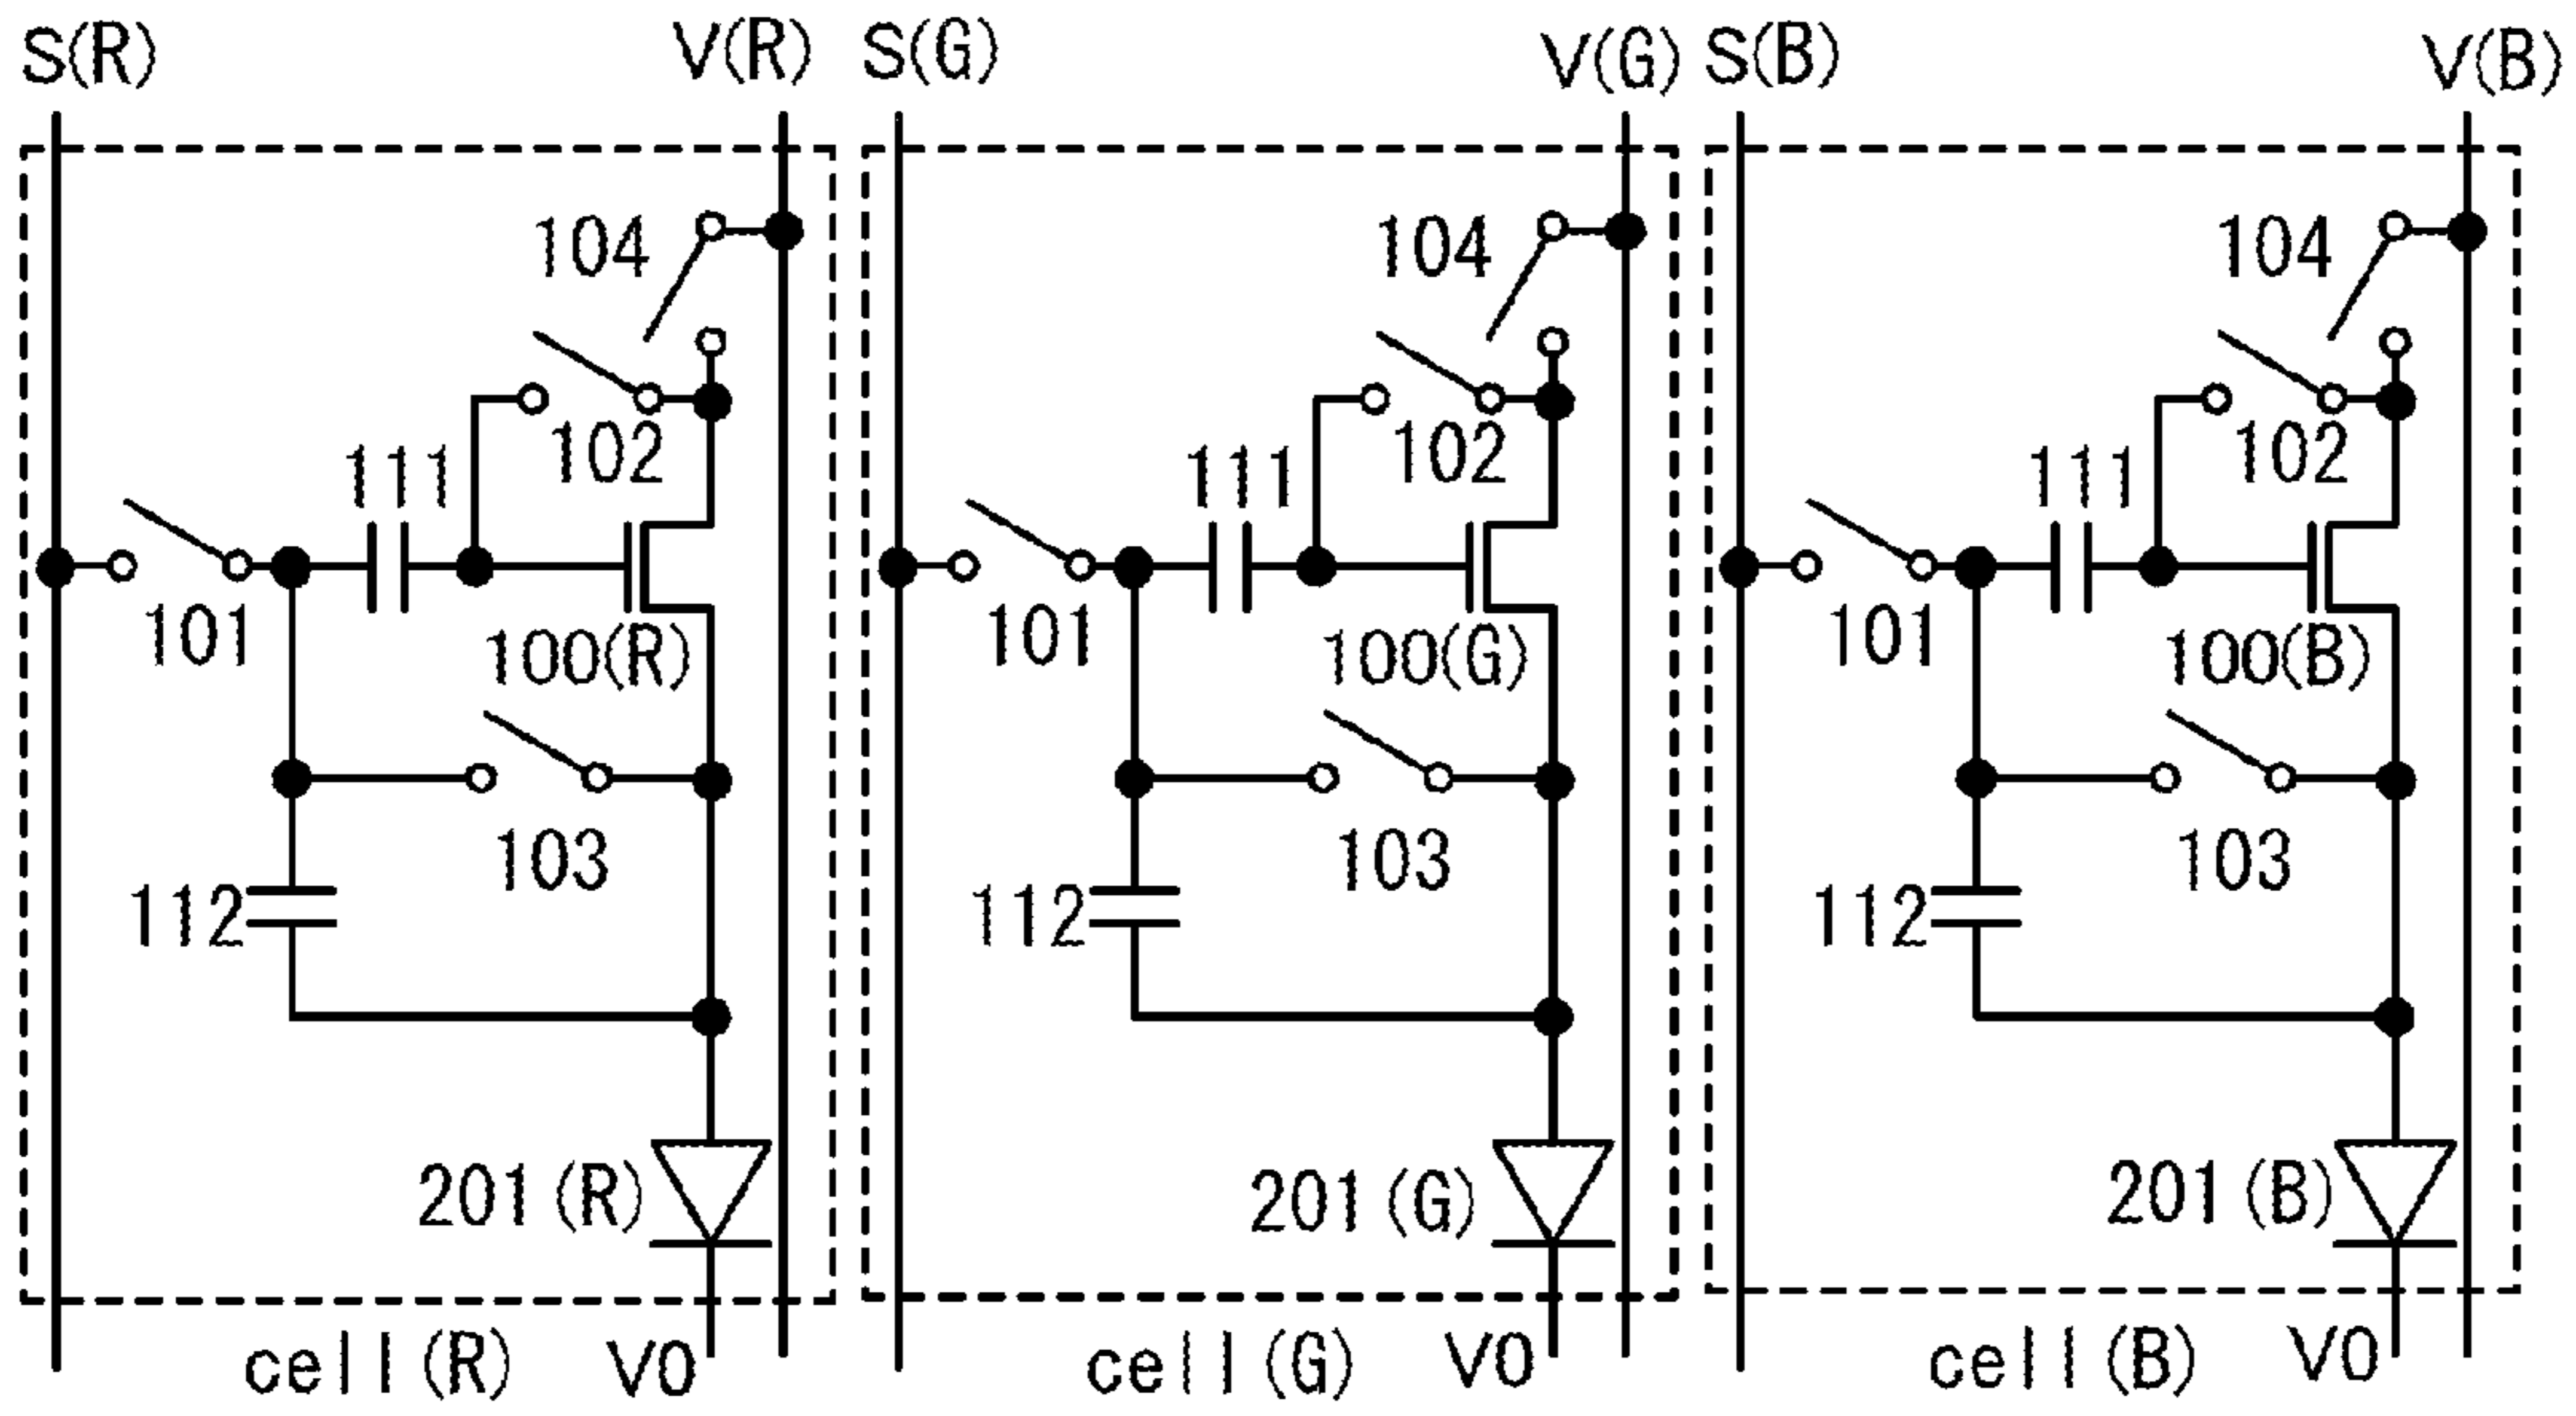 S(R) V(R) S(G) V(G) S(B) V(B)
104 104 104
102 102 102
111 111 111
101 101 101
100(R) 100(G) 100(B)
103 103 103
112 112 112
201(R) 201(G) 201(B)
cell(R) V0 cell(G) V0 cell(B) V0